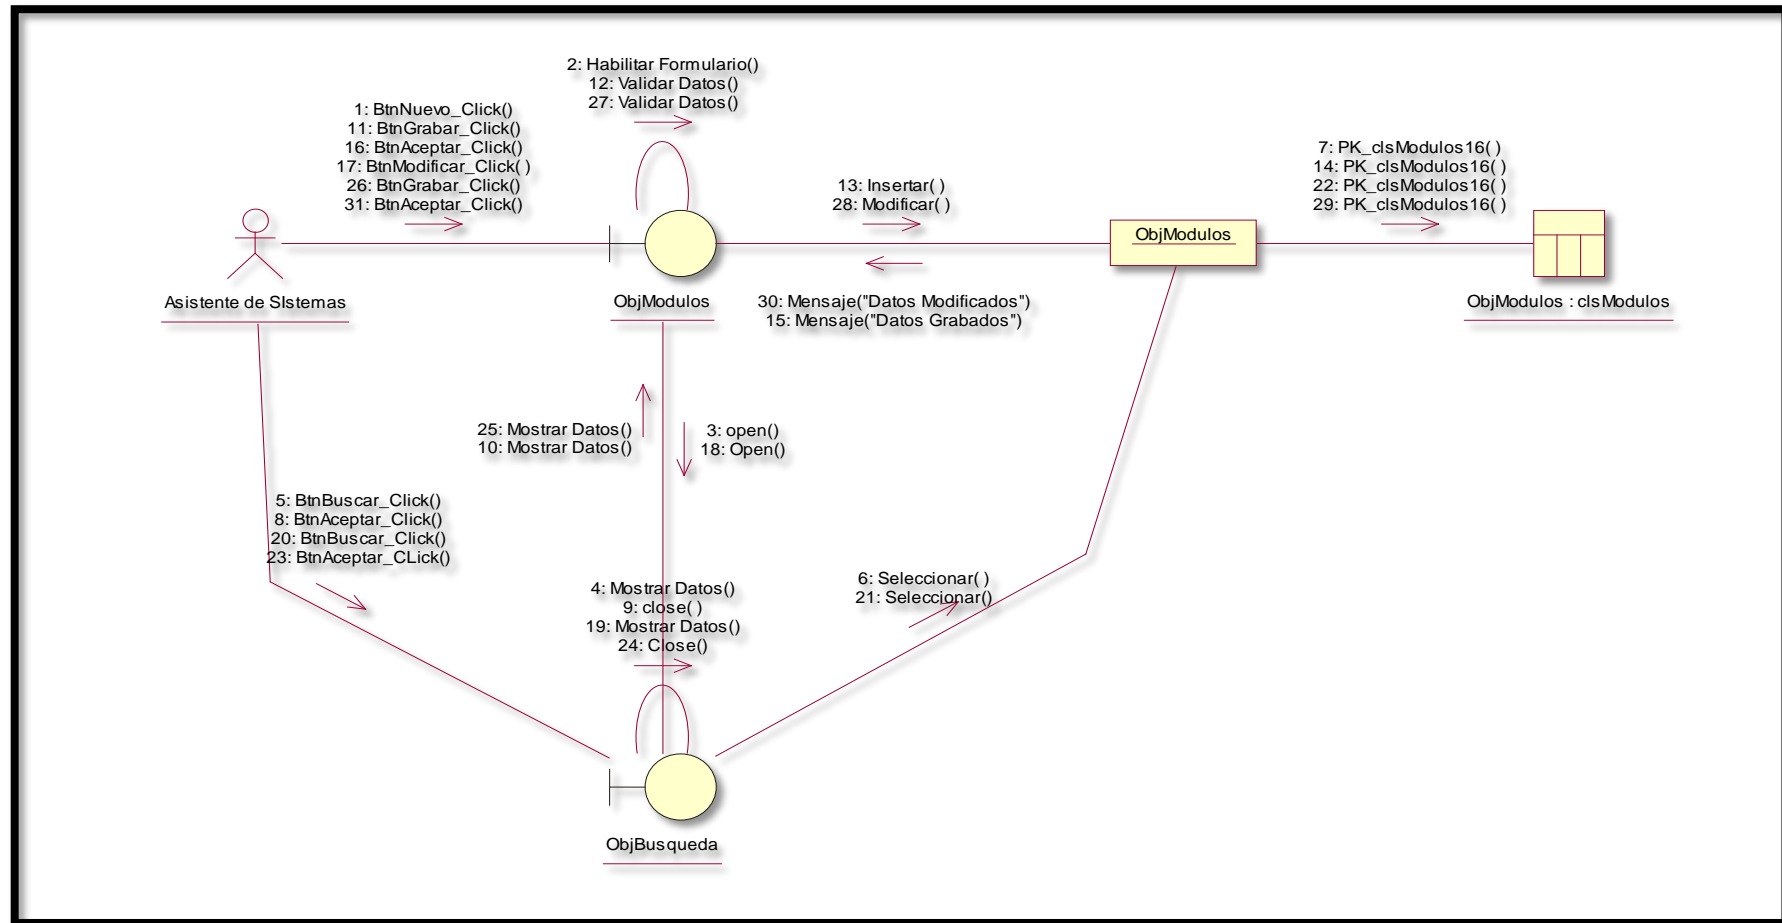 2: Habilitar Formulario()
12: Validar Datos()
27: Validar Datos()
1: BtnNuevo_Click()
11: BtnGrabar_Click()
16: BtnAceptar_Click()
17: BtnModificar_Click( )
26: BtnGrabar_Click()
31: BtnAceptar_Click()
13: Insertar( )
28: Modificar( )
7: PK_clsModulos16( )
14: PK_clsModulos16( )
22: PK_clsModulos16( )
29: PK_clsModulos16( )
ObjModulos
Asistente de SIstemas
ObjModulos
30: Mensaje("Datos Modificados")
15: Mensaje("Datos Grabados")
ObjModulos : clsModulos
25: Mostrar Datos()
10: Mostrar Datos()
3: open()
18: Open()
5: BtnBuscar_Click()
8: BtnAceptar_Click()
20: BtnBuscar_Click()
23: BtnAceptar_CLick()
4: Mostrar Datos()
9: close( )
19: Mostrar Datos()
24: Close()
6: Seleccionar( )
21: Seleccionar()
ObjBusqueda